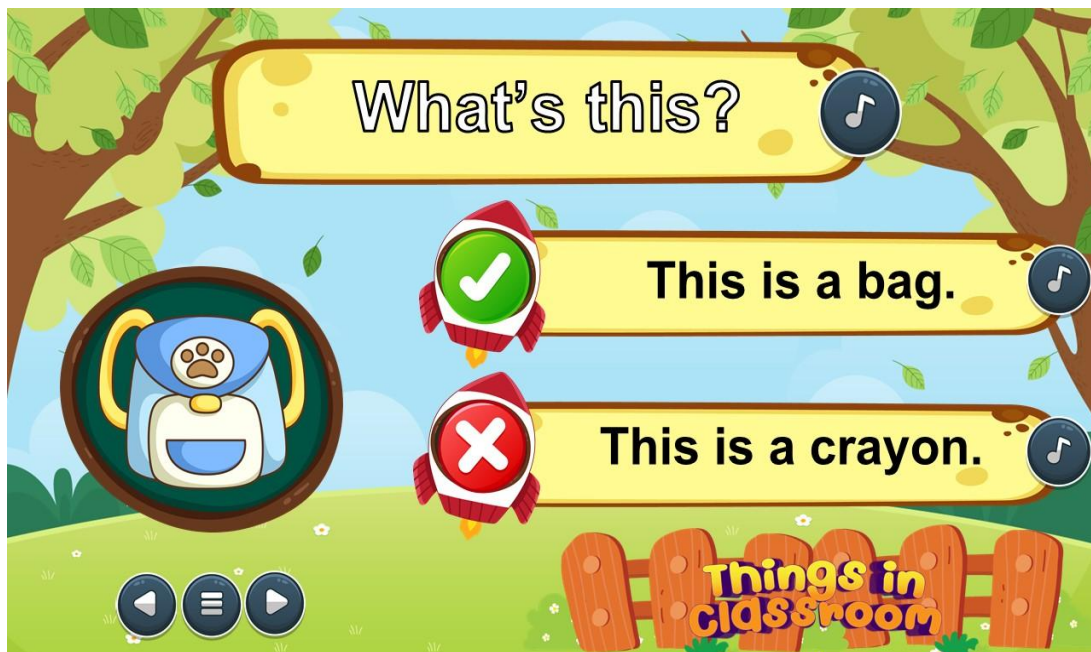 What's this?
This is a bag.
This is a crayon.
Things in
Classroom